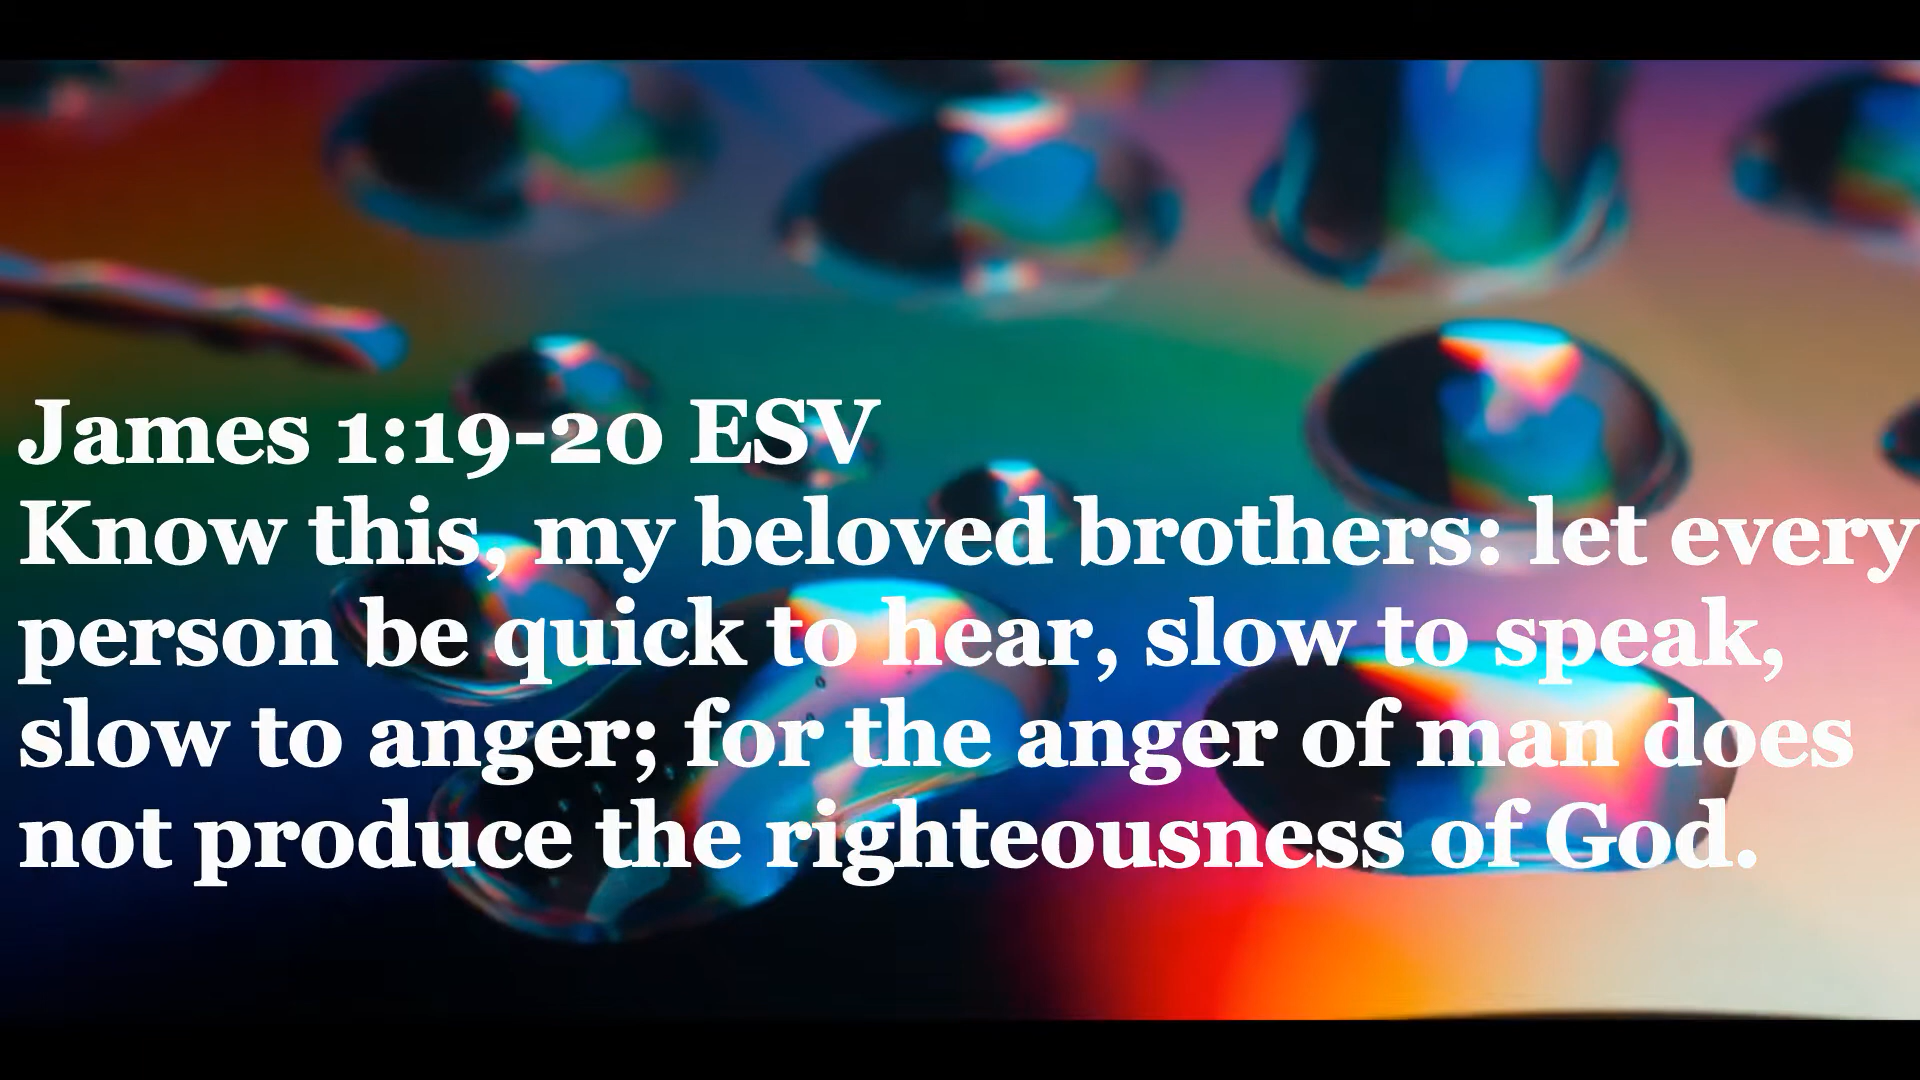 James 1:19-20 ESV
Know this, my beloved brothers: let every
person be quick to hear, slow to speak,
slow to anger; for the anger of man does
not produce the righteousness of God.